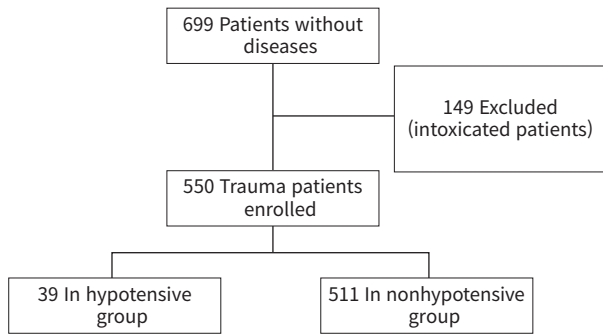 699 Patients without
diseases
149 Excluded
(intoxicated patients)
550 Trauma patients
enrolled
39 In hypotensive
group
511 In nonhypotensive
group